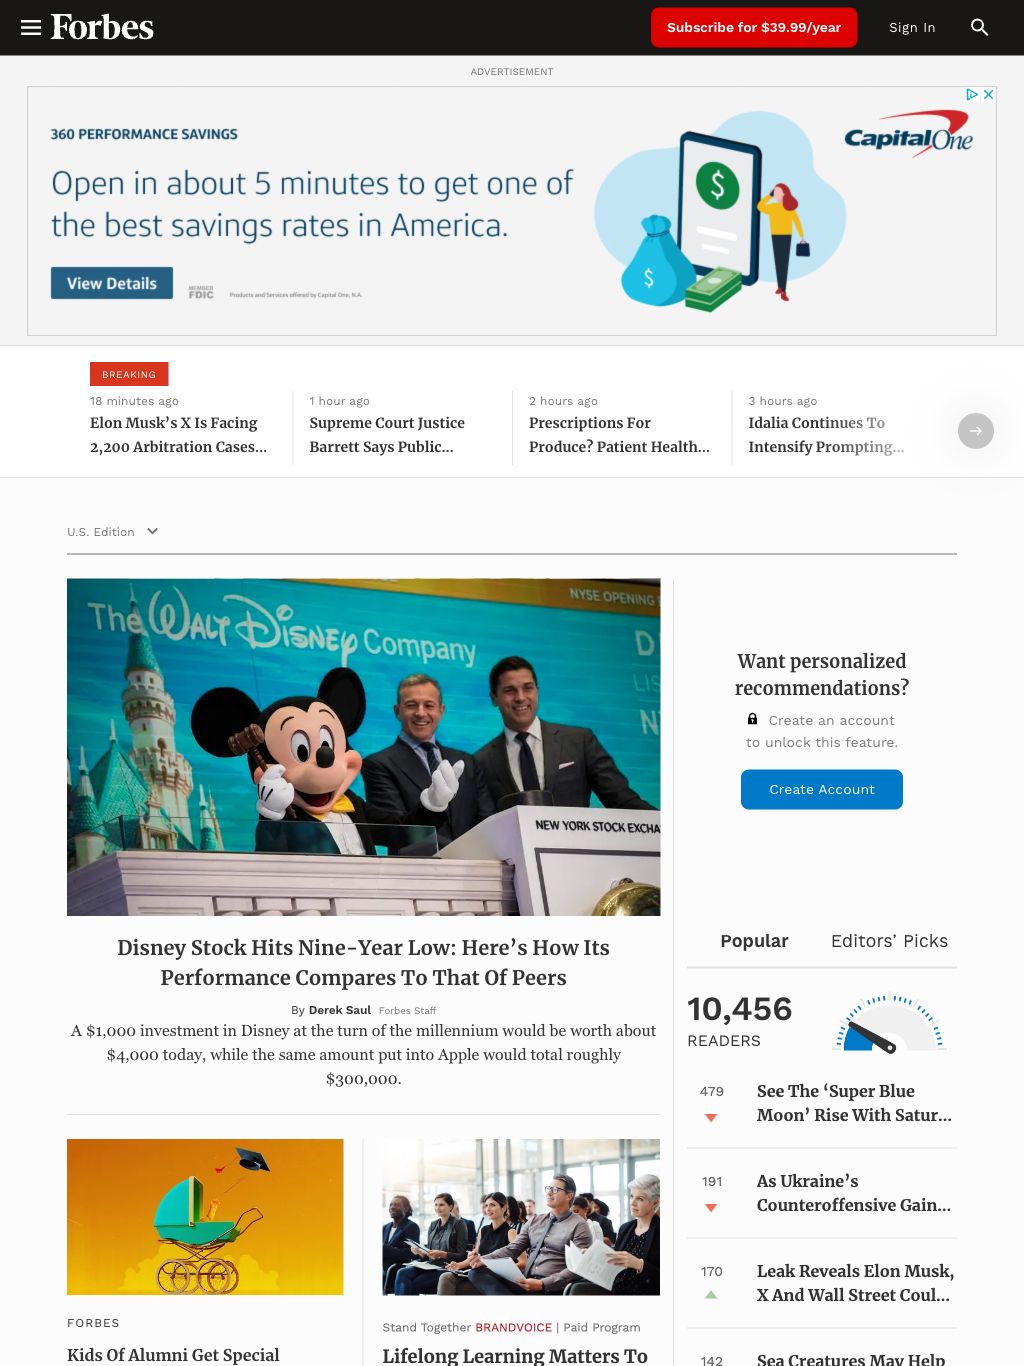 Forbes
Subscribe for $39.99/year
Sign In
ADVERTISEMENT
360 PERFORMANCE SAVINGS
Open in about 5 minutes to get one of
the best savings rates in America.
View Details
MEMBER
FDIC
Products and Services offered by Capital One, N.A.
$
$
$
Capital One
BREAKING
18 minutes ago
Elon Musk’s X Is Facing
2,200 Arbitration Cases...
1 hour ago
Supreme Court Justice
Barrett Says Public...
2 hours ago
Prescriptions For
Produce? Patient Health...
3 hours ago
Idalia Continues To
Intensify Prompting...
U.S. Edition
NYSE OPENING
The WALT DISNEY Company
D
LIS
N
NEW YORK STOCK EXCHA
Disney Stock Hits Nine-Year Low: Here’s How Its
Performance Compares To That Of Peers
By Derek Saul Forbes Staff
A $1,000 investment in Disney at the turn of the millennium would be worth about
$4,000 today, while the same amount put into Apple would total roughly
$300,000.
FORBES
Kids Of Alumni Get Special
Stand Together BRANDVOICE | Paid Program
Lifelong Learning Matters To
Want personalized
recommendations?
Create an account
to unlock this feature.
Create Account
Popular
Editors’ Picks
10,456
READERS
479
See The ‘Super Blue
Moon’ Rise With Satur...
191
As Ukraine’s
Counteroffensive Gain...
170
Leak Reveals Elon Musk,
X And Wall Street Coul...
142
Sea Creatures May Help